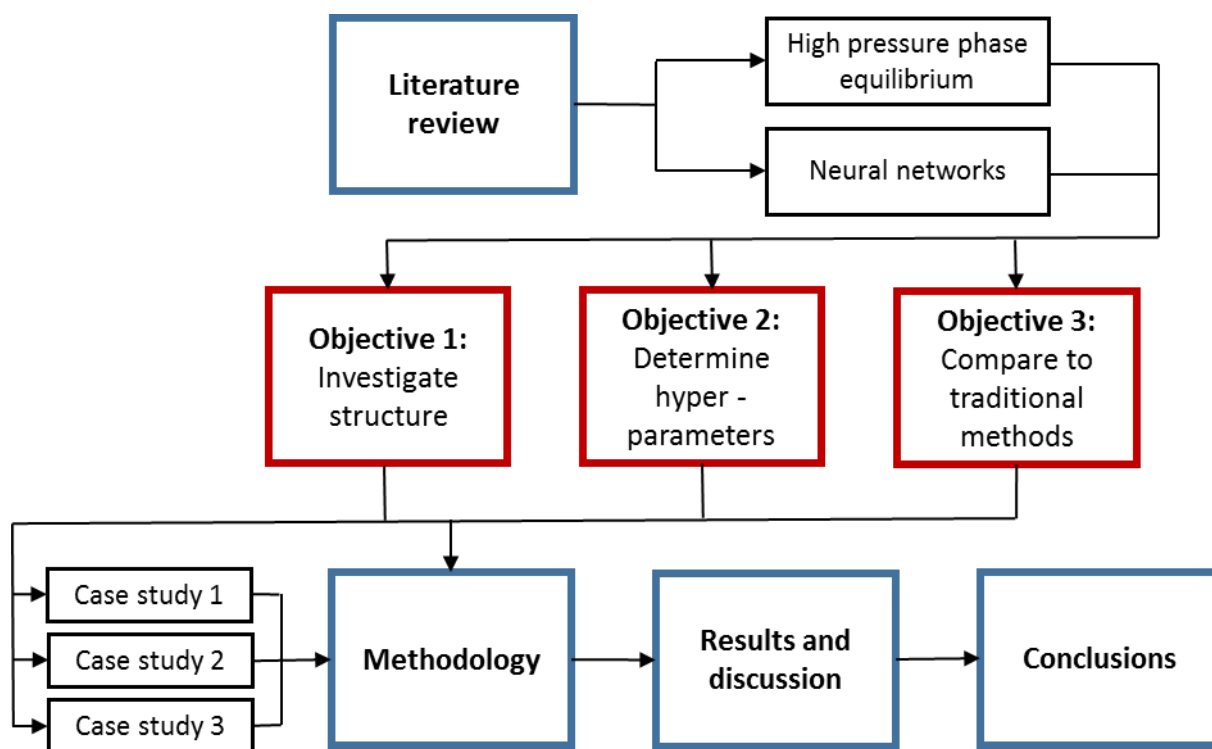 Literature
review
High pressure phase
equilibrium
Neural networks
Objective 1:
Investigate
structure
Objective 2:
Determine
hyper -
parameters
Objective 3:
Compare to
traditional
methods
Case study 1
Case study 2
Case study 3
Methodology
Results and
discussion
Conclusions